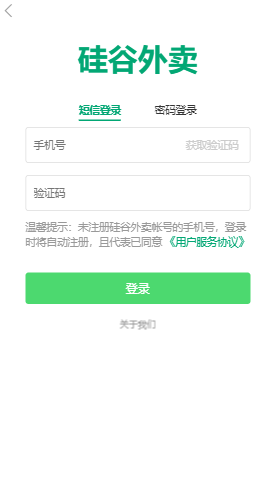 硅谷外卖
短信登录 密码登录
手机号 获取验证码
验证码
温馨提示：未注册硅谷外卖帐号的手机号，登录
时将自动注册，且代表已同意《用户服务协议》
登录
关于我们